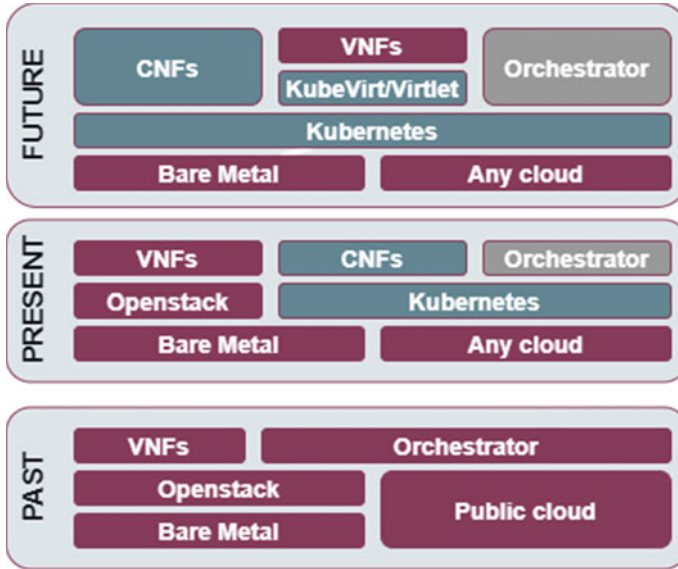 FUTURE
CNFs
VNFs
KubeVirt/Virtlet
Orchestrator
Kubernetes
Bare Metal
Any cloud
PRESENT
VNFs
CNFs
Orchestrator
Openstack
Kubernetes
Bare Metal
Any cloud
PAST
VNFs
Orchestrator
Openstack
Public cloud
Bare Metal